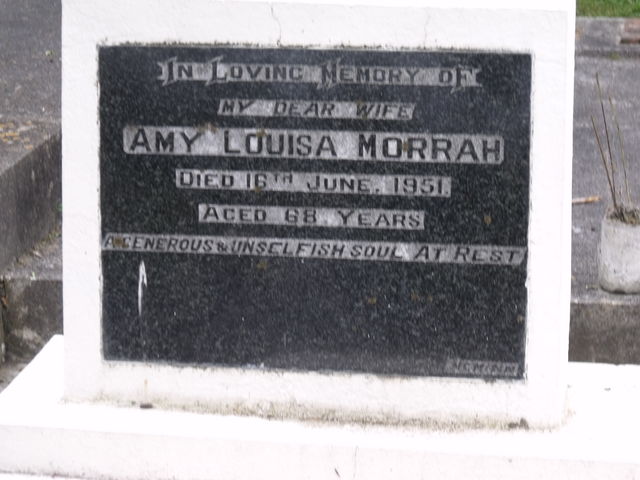 In Loving Memory of
MY DEAR WIFE
AMY LOUISA MORRAH
DIED 16TH JUNE, 1951.
AGED 68 YEARS
A GENEROUS & UNSELFISH SOUL AT REST